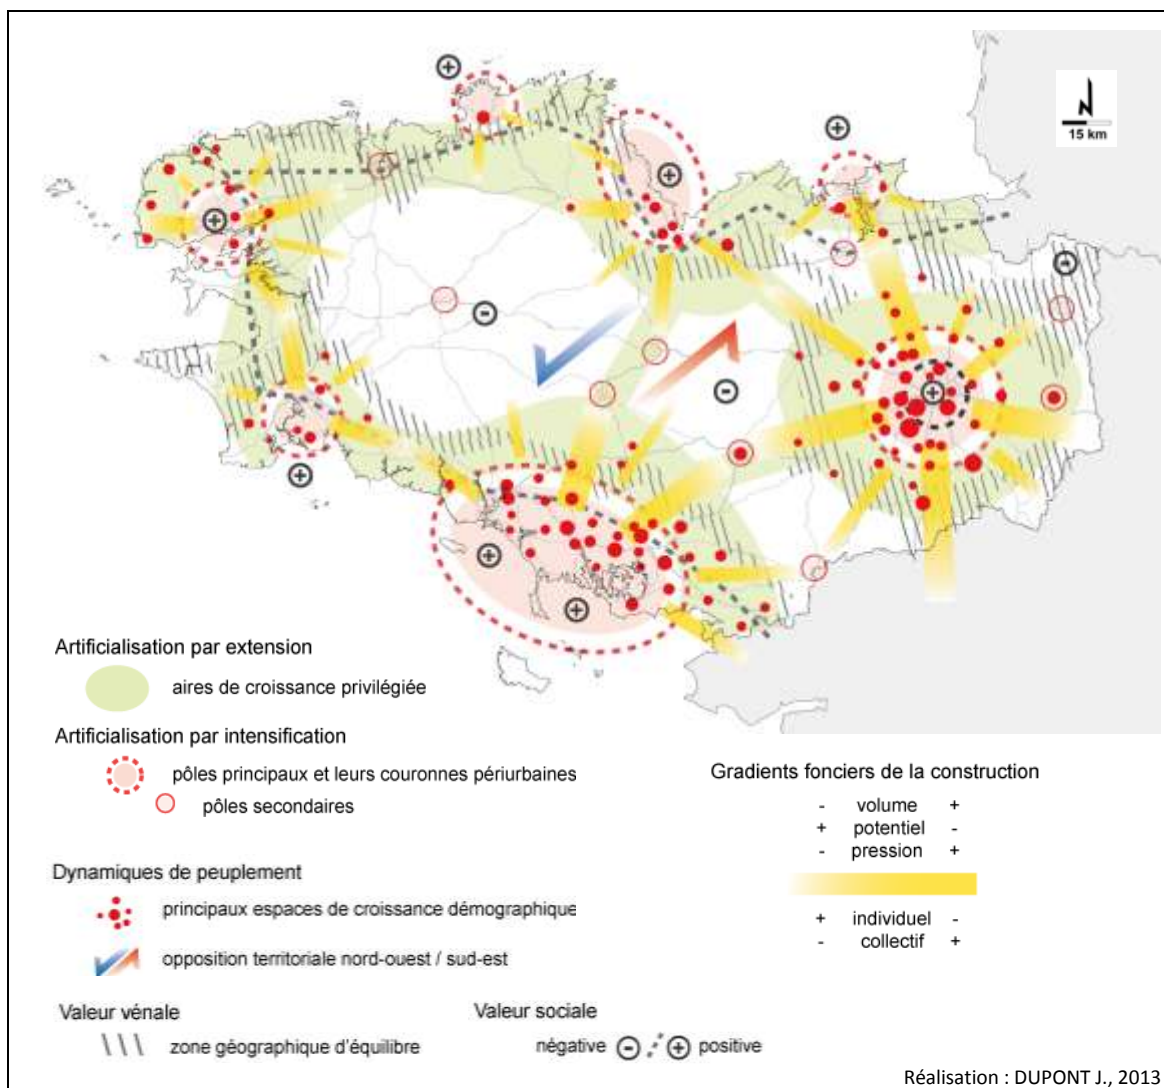 15 km
Artificialisation par extension
aires de croissance privilégiée
Artificialisation par intensification
pôles principaux et leurs couronnes périurbaines
pôles secondaires
Gradients fonciers de la construction
- volume +
+ potentiel -
- pression +
+ individuel -
- collectif +
Dynamiques de peuplement
principaux espaces de croissance démographique
opposition territoriale nord-ouest / sud-est
Valeur vénale
zone géographique d'équilibre
Valeur sociale
négative - / + positive
Réalisation : DUPONT J., 2013